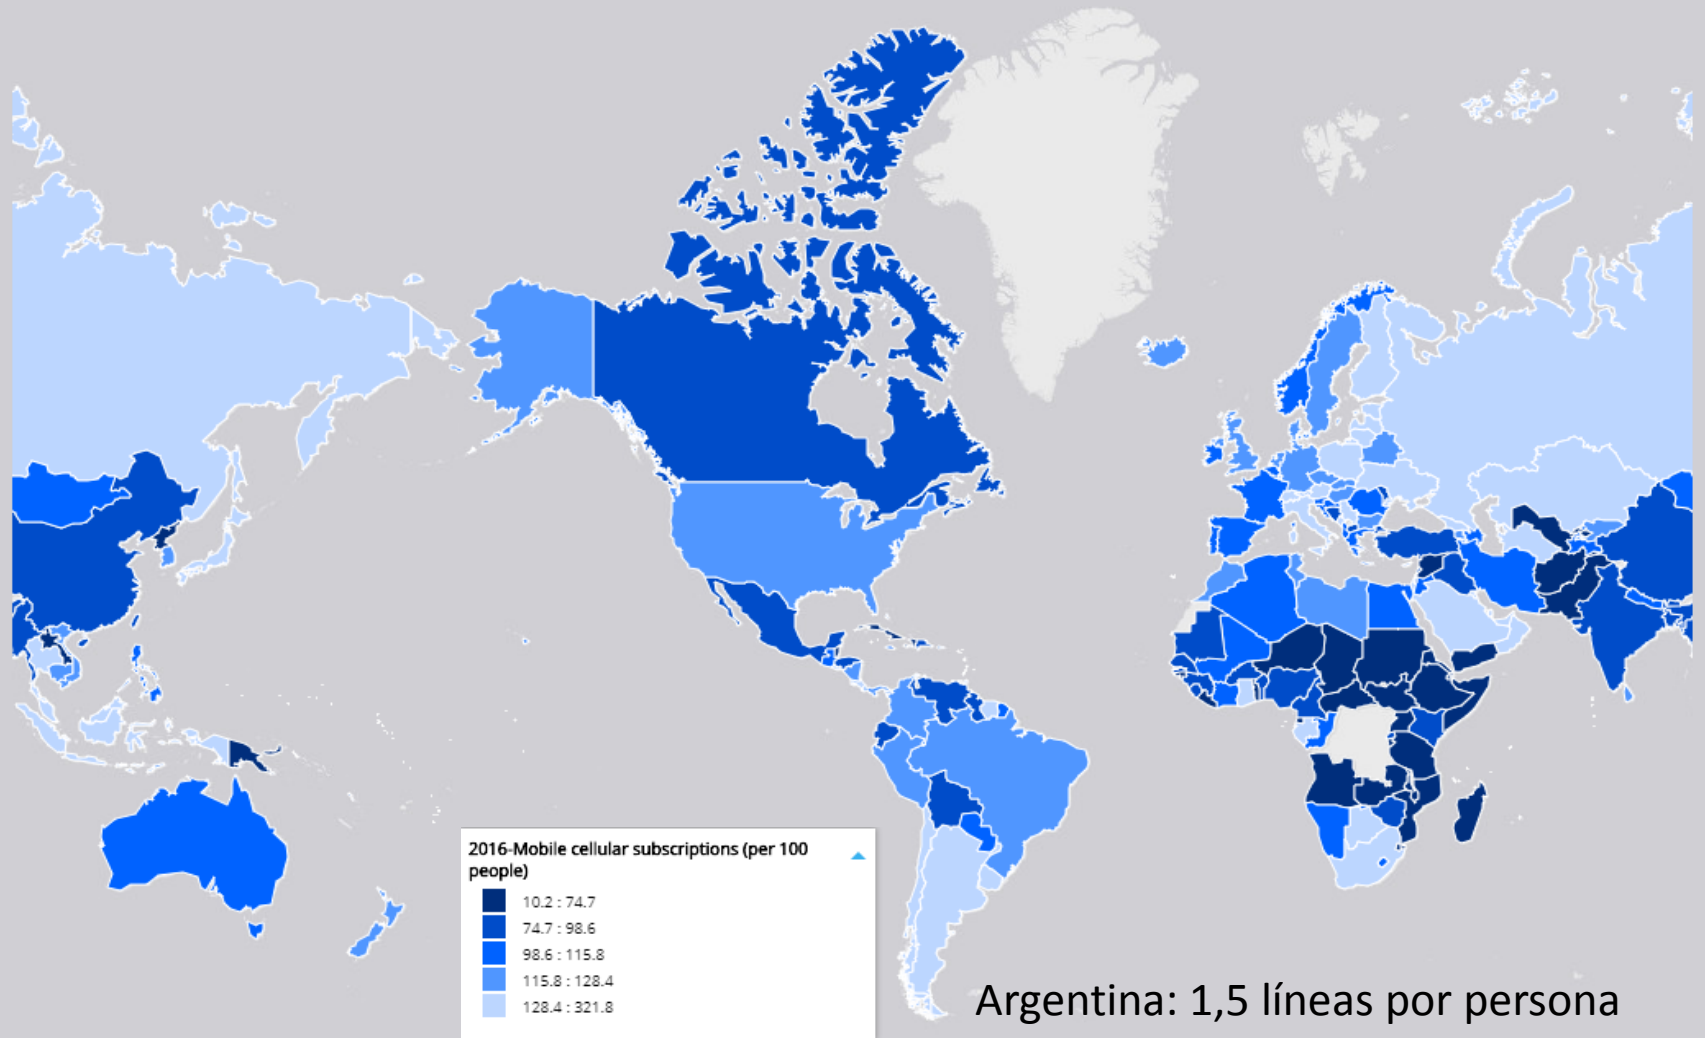 2016-Mobile cellular subscriptions (per 100
people)
10.2 : 74.7
74.7 : 98.6
98.6 : 115.8
115.8 : 128.4
128.4 : 321.8
Argentina: 1,5 líneas por persona